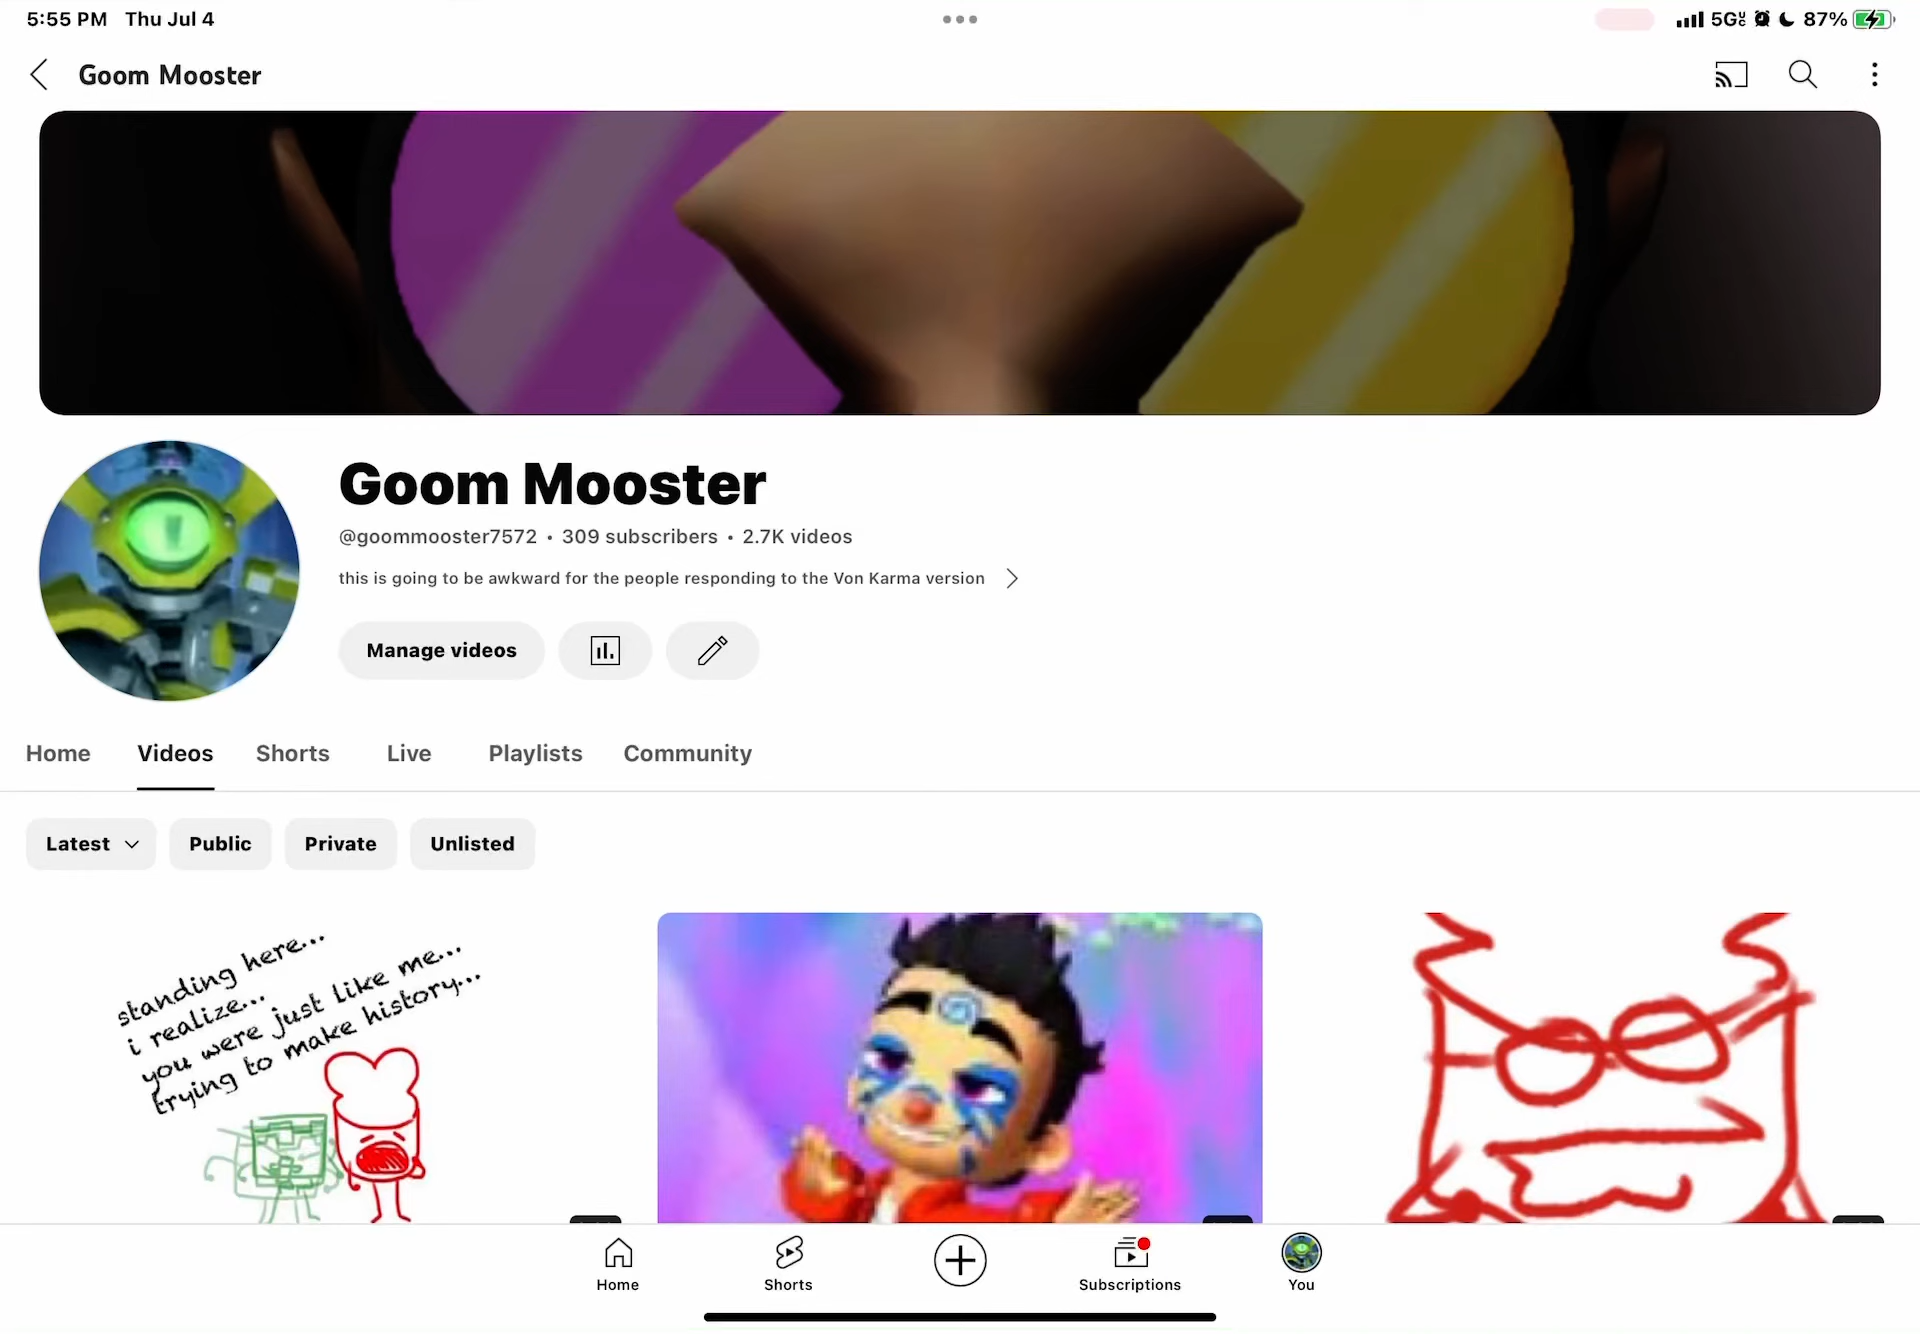 5:55 PM Thu Jul 4
5G 87%
Goom Mooster
Goom Mooster
@goommooster7572 • 309 subscribers • 2.7K videos
this is going to be awkward for the people responding to the Von Karma version
Manage videos
Home Videos Shorts Live Playlists Community
Latest Public Private Unlisted
standing here...
i realize...
you were just like me...
trying to make history...
Home Shorts Subscriptions You